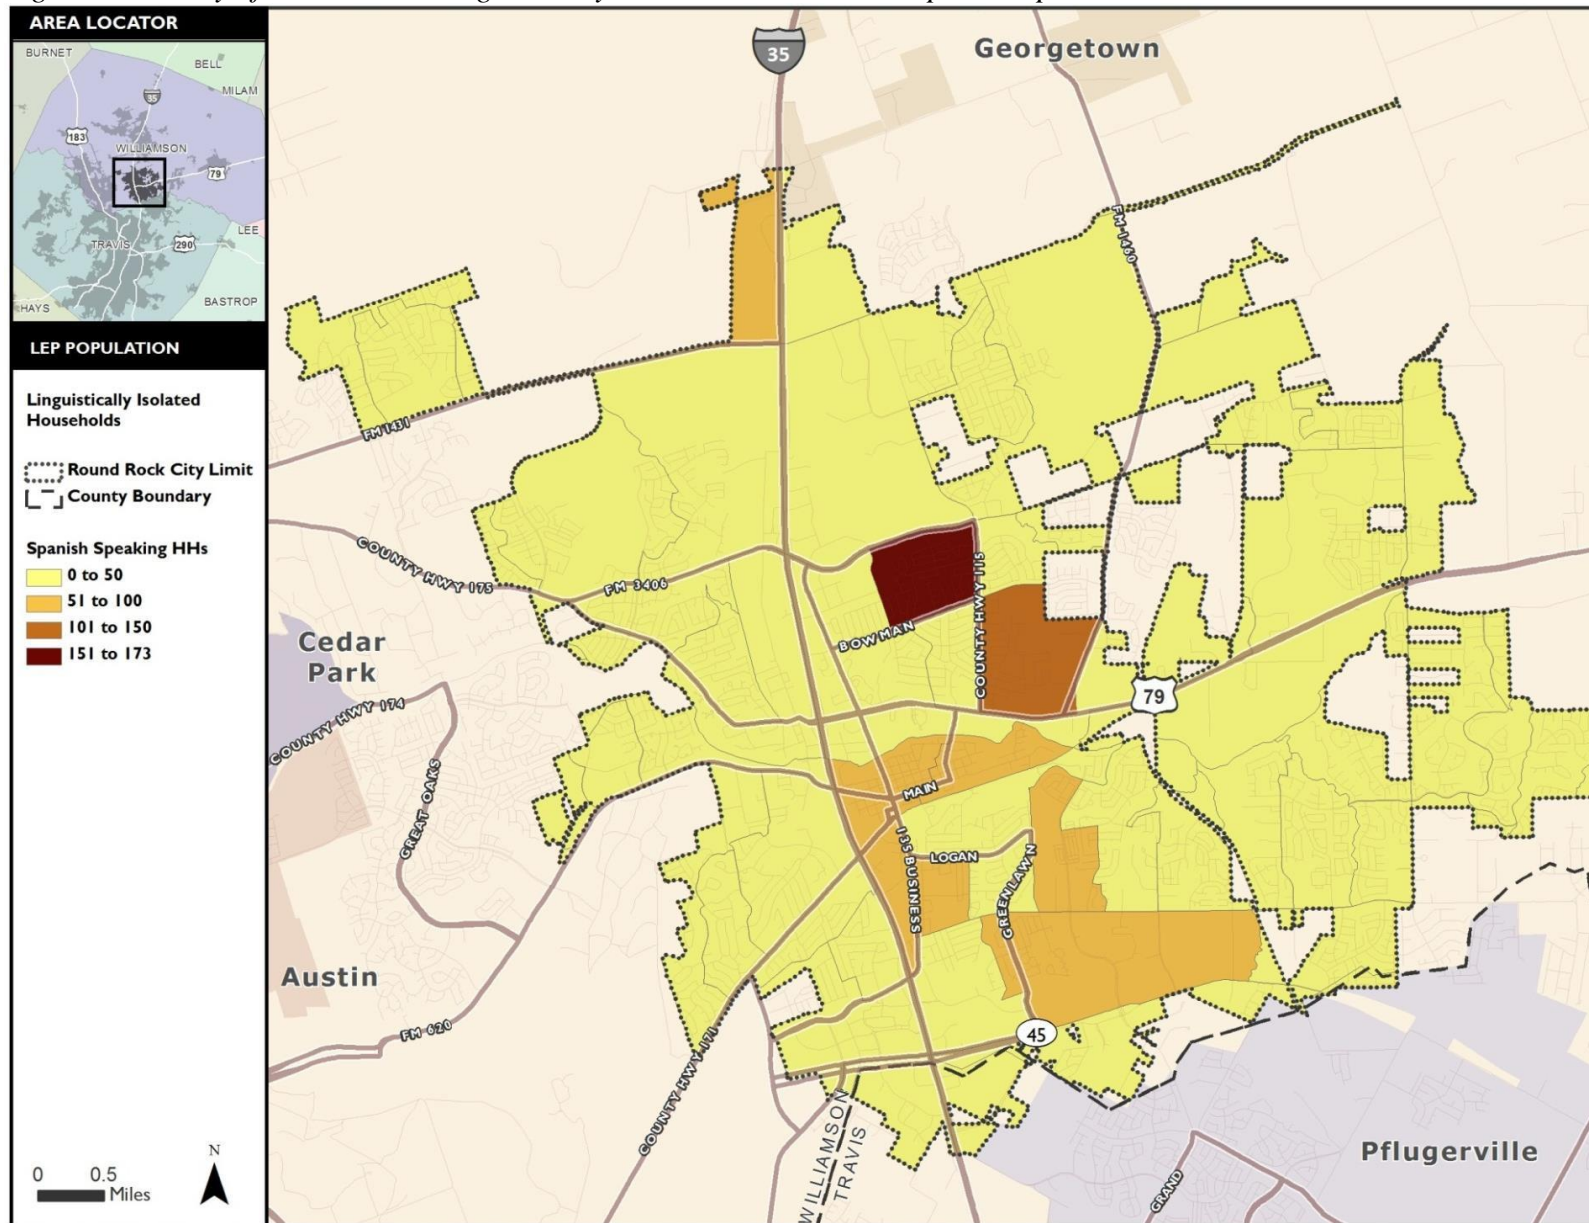 AREA LOCATOR
BURNET
BELL
MILAM
35
183
WILLIAMSON
79
LEE
TRAVIS
290
HAYS
BASTROP
LEP POPULATION
Linguistically Isolated
Households
Round Rock City Limit
County Boundary
Spanish Speaking HHs
0 to 50
51 to 100
101 to 150
151 to 173
N
0 0.5
Miles
35
Georgetown
FM 1460
FM 1431
COUNTY HWY 175
FM 3406
COUNTY HWY 115
BOWMAN
Cedar
Park
COUNTY HWY 174
79
GREAT OAKS
MAIN
I35 BUSINESS
LOGAN
GREENLAWN
Austin
FM 620
45
COUNTY HWY 171
WILLIAMSON
TRAVIS
Pflugerville
GRAND